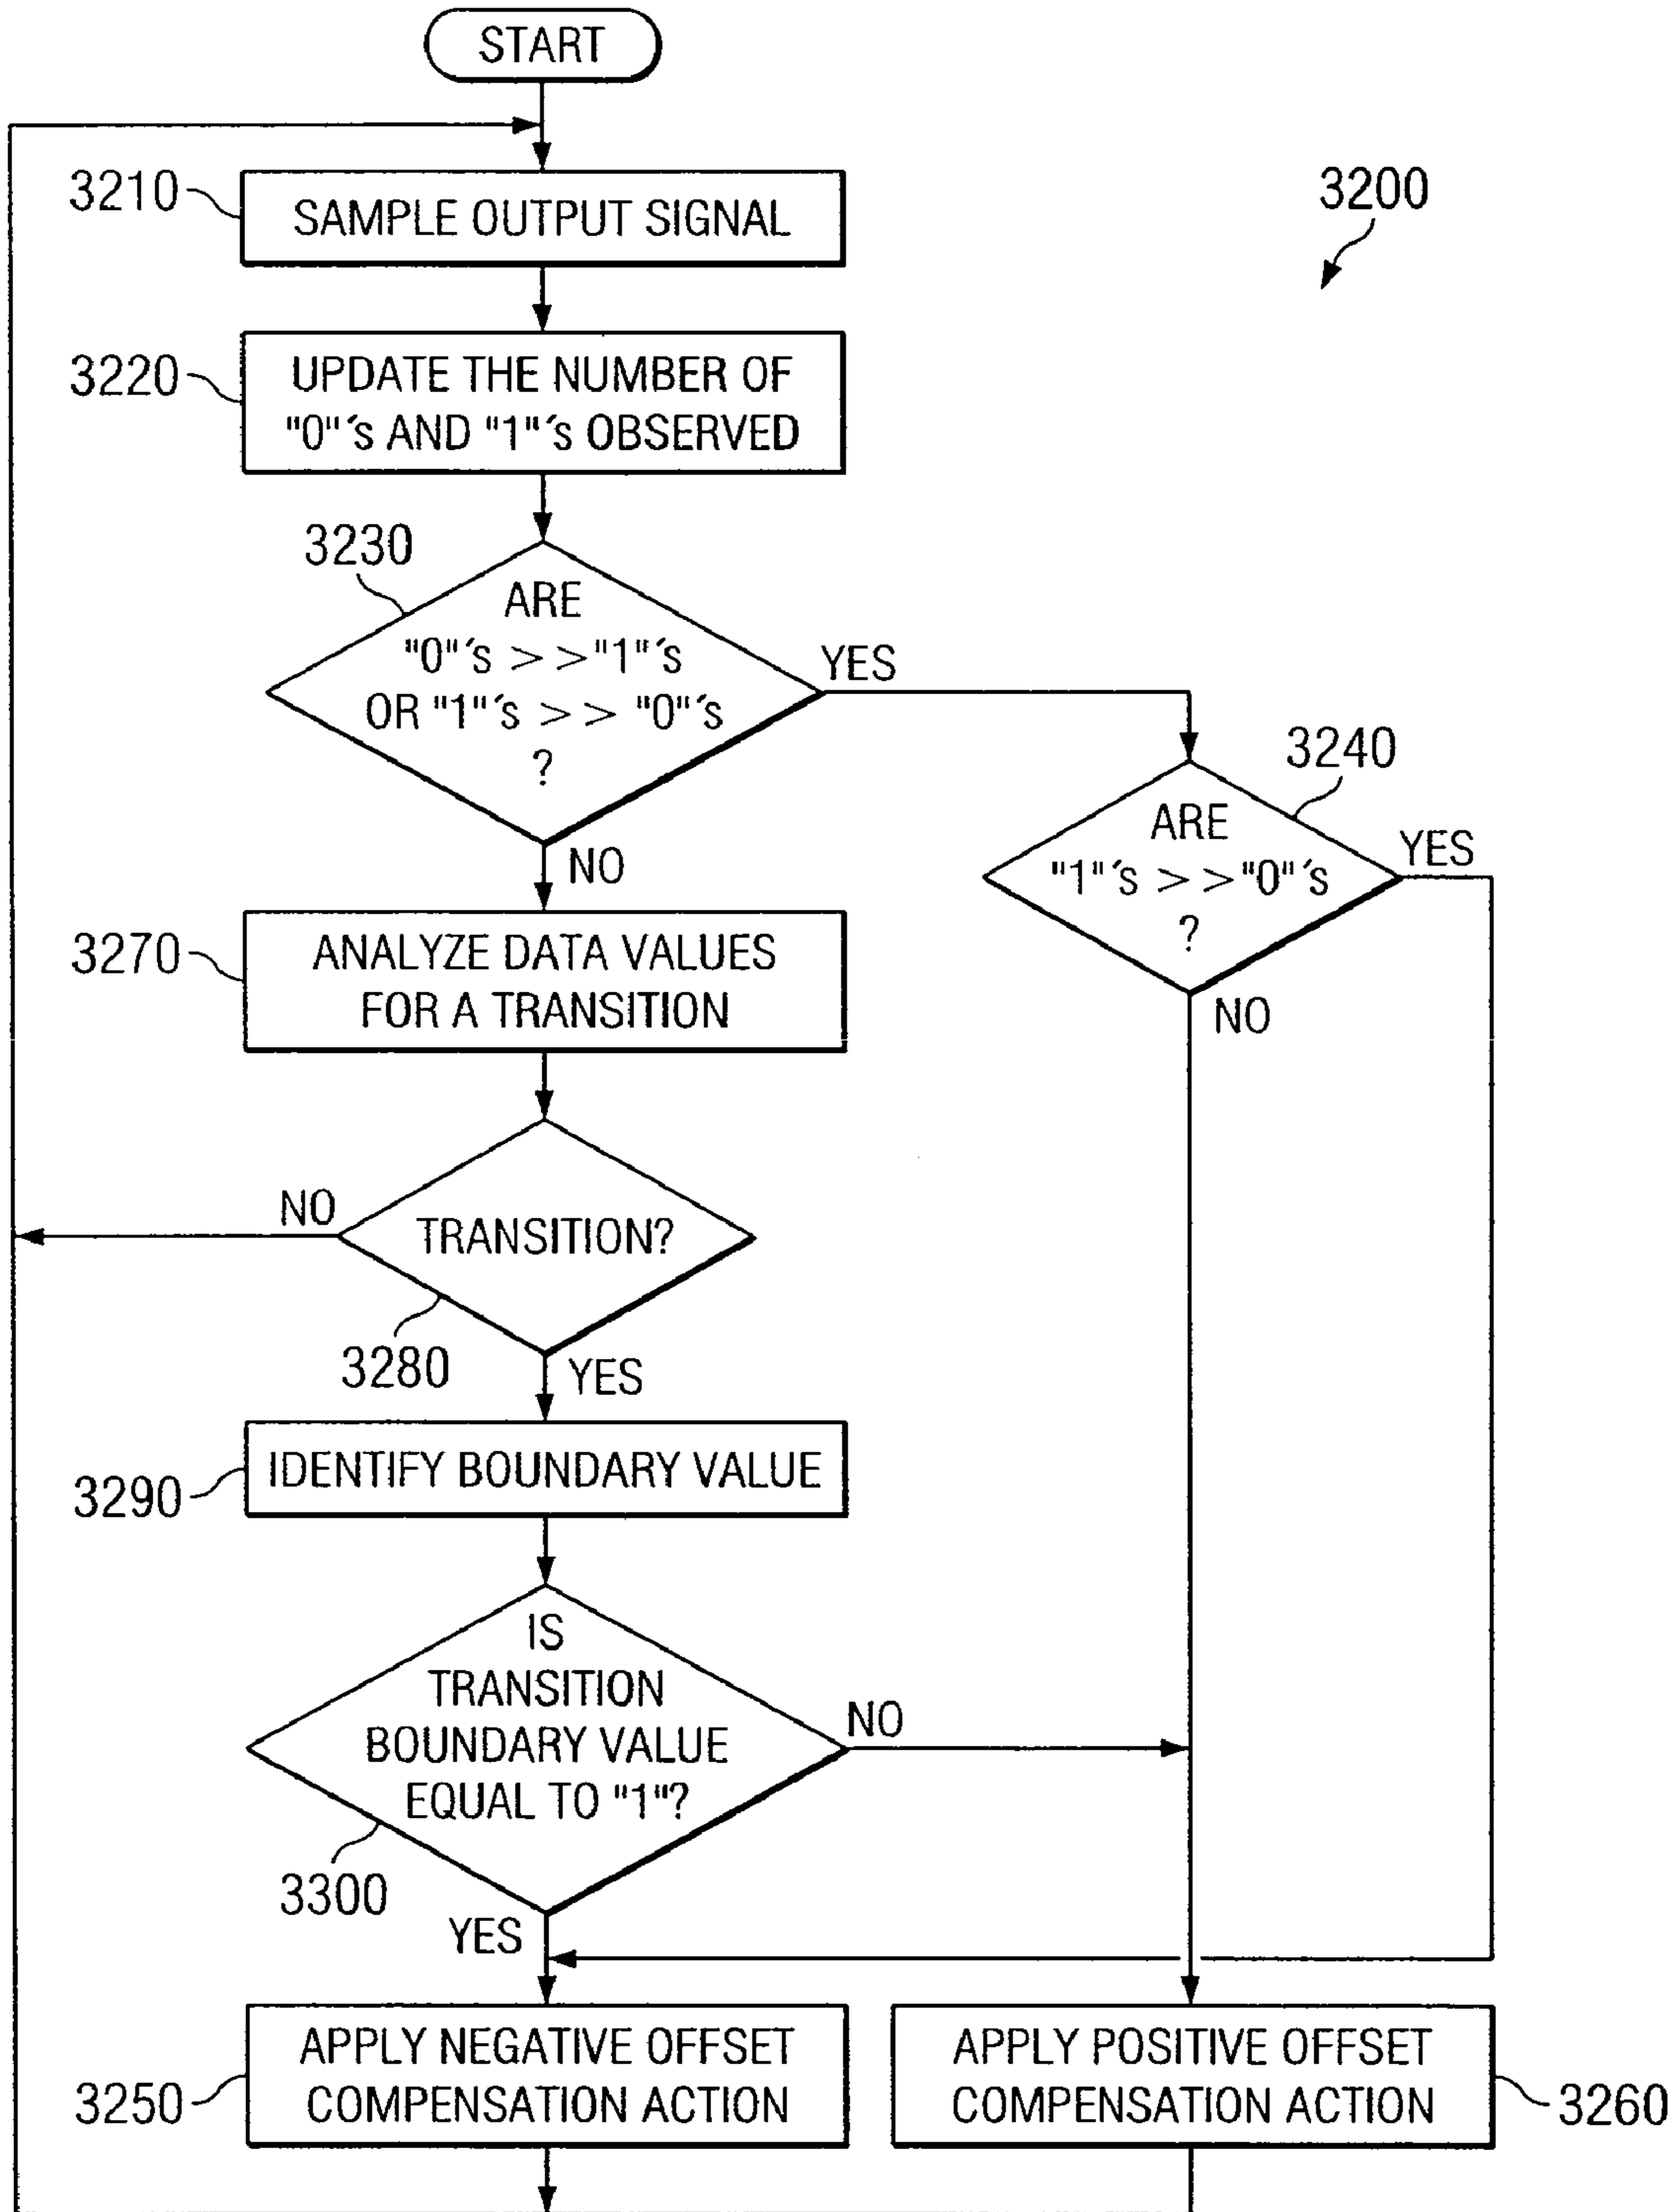 START
3210
SAMPLE OUTPUT SIGNAL
3200
3220
UPDATE THE NUMBER OF
"0"´s AND "1"´s OBSERVED
3230
ARE
"0"´s >>"1"´s
OR "1"´s >> "0"´s
?
YES
NO
3240
ARE
"1"´s >>"0"´s
?
YES
NO
3270
ANALYZE DATA VALUES
FOR A TRANSITION
TRANSITION?
NO
3280
YES
3290
IDENTIFY BOUNDARY VALUE
IS
TRANSITION
BOUNDARY VALUE
EQUAL TO "1"?
NO
3300
YES
3250
APPLY NEGATIVE OFFSET
COMPENSATION ACTION
APPLY POSITIVE OFFSET
COMPENSATION ACTION
3260